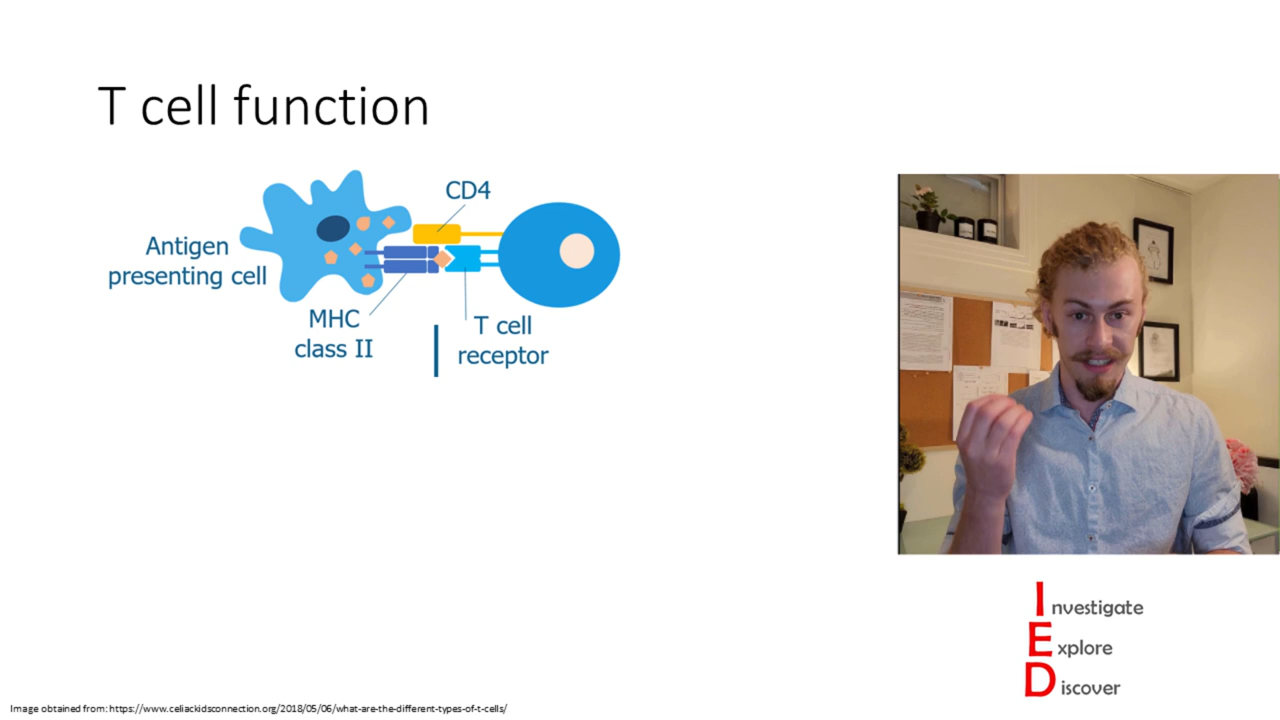 T cell function
CD4
Antigen
presenting cell
MHC
class II
T cell
receptor
Investigate
Explore
Discover
Image obtained from: https://www.celiackidsconnection.org/2018/05/06/what-are-the-different-types-of-t-cells/